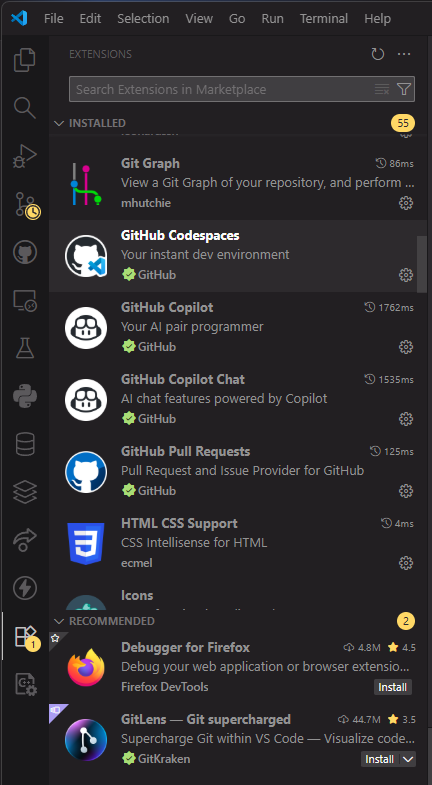 File Edit Selection View Go Run Terminal Help
EXTENSIONS
Search Extensions in Marketplace
INSTALLED 55
Git Graph 86ms
View a Git Graph of your repository, and perform ...
mhutchie
GitHub Codespaces
Your instant dev environment
GitHub
GitHub Copilot 1762ms
Your AI pair programmer
GitHub
GitHub Copilot Chat 1535ms
AI chat features powered by Copilot
GitHub
GitHub Pull Requests 125ms
Pull Request and Issue Provider for GitHub
GitHub
HTML CSS Support 4ms
CSS Intellisense for HTML
ecmel
Icons
RECOMMENDED 2
Debugger for Firefox 4.8M 4.5
Debug your web application or browser extensio...
Firefox DevTools Install
1
GitLens — Git supercharged 44.7M 3.5
Supercharge Git within VS Code — Visualize code...
GitKraken Install